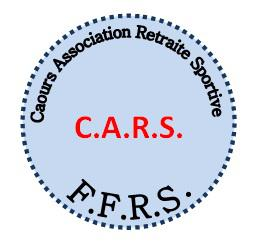 Caours Association Retraite Sportive
C.A.R.S.
F.F.R.S.